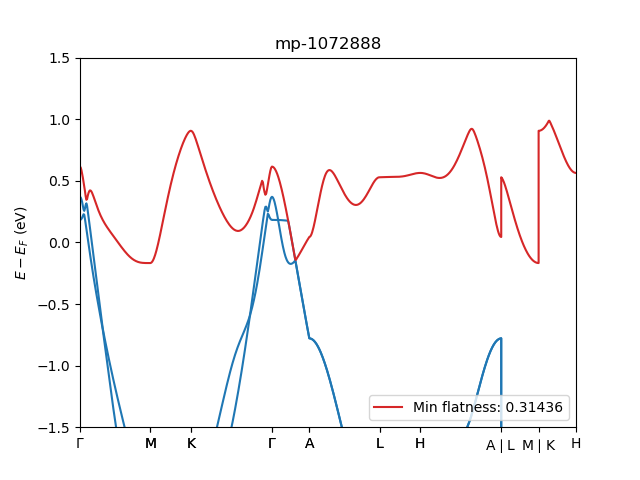 mp-1072888
E − E_F (eV)
1.5
1.0
0.5
0.0
−0.5
−1.0
−1.5
Min flatness: 0.31436
Γ M K Γ A L H A | L M | K H